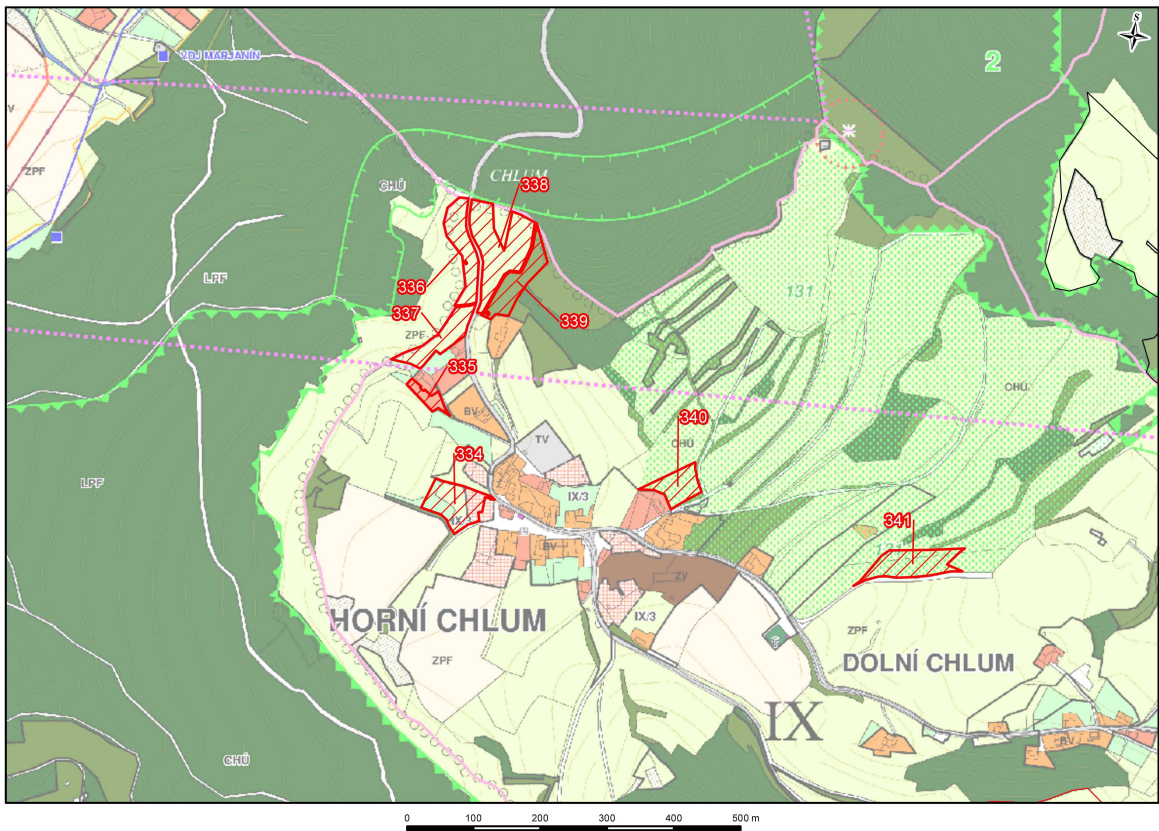 S
2
VDJ MARJANÍN
V
ZPF
CHÚ
CHLUM
338
LPF
336
339
131
337
ZPF
335
CHÚ
BV
340
CHÚ
TV
334
LPF
IX/3
341
BV
ZV
HORNÍ CHLUM
IX/3
ZPF
ZPF
DOLNÍ CHLUM
IX
BV
CHÚ
0 100 200 300 400 500 m